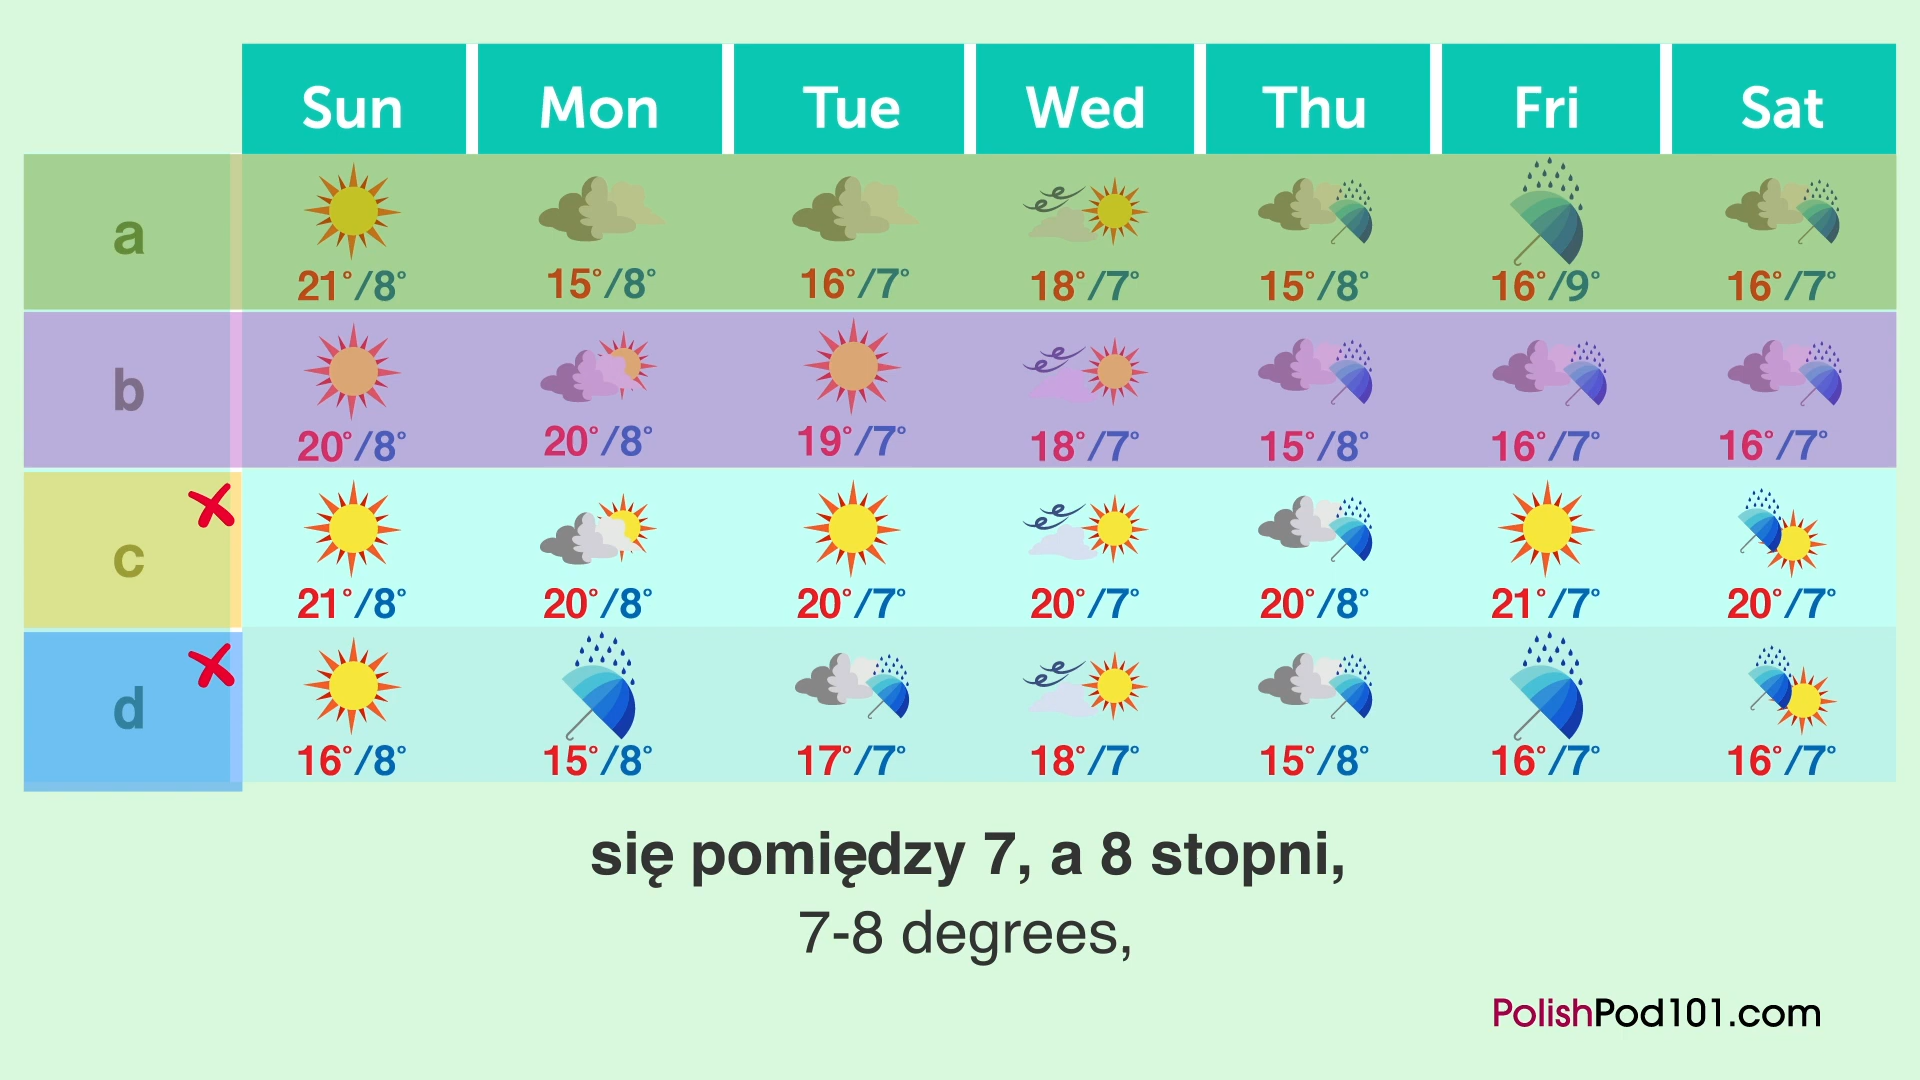 Sun Mon Tue Wed Thu Fri Sat
a
21°/8° 15°/8° 16°/7° 18°/7° 15°/8° 16°/9° 16°/7°
b
20°/8° 20°/8° 19°/7° 18°/7° 15°/8° 16°/7° 16°/7°
c
21°/8° 20°/8° 20°/7° 20°/7° 20°/8° 21°/7° 20°/7°
d
16°/8° 15°/8° 17°/7° 18°/7° 15°/8° 16°/7° 16°/7°
się pomiędzy 7, a 8 stopni,
7-8 degrees,
PolishPod101.com